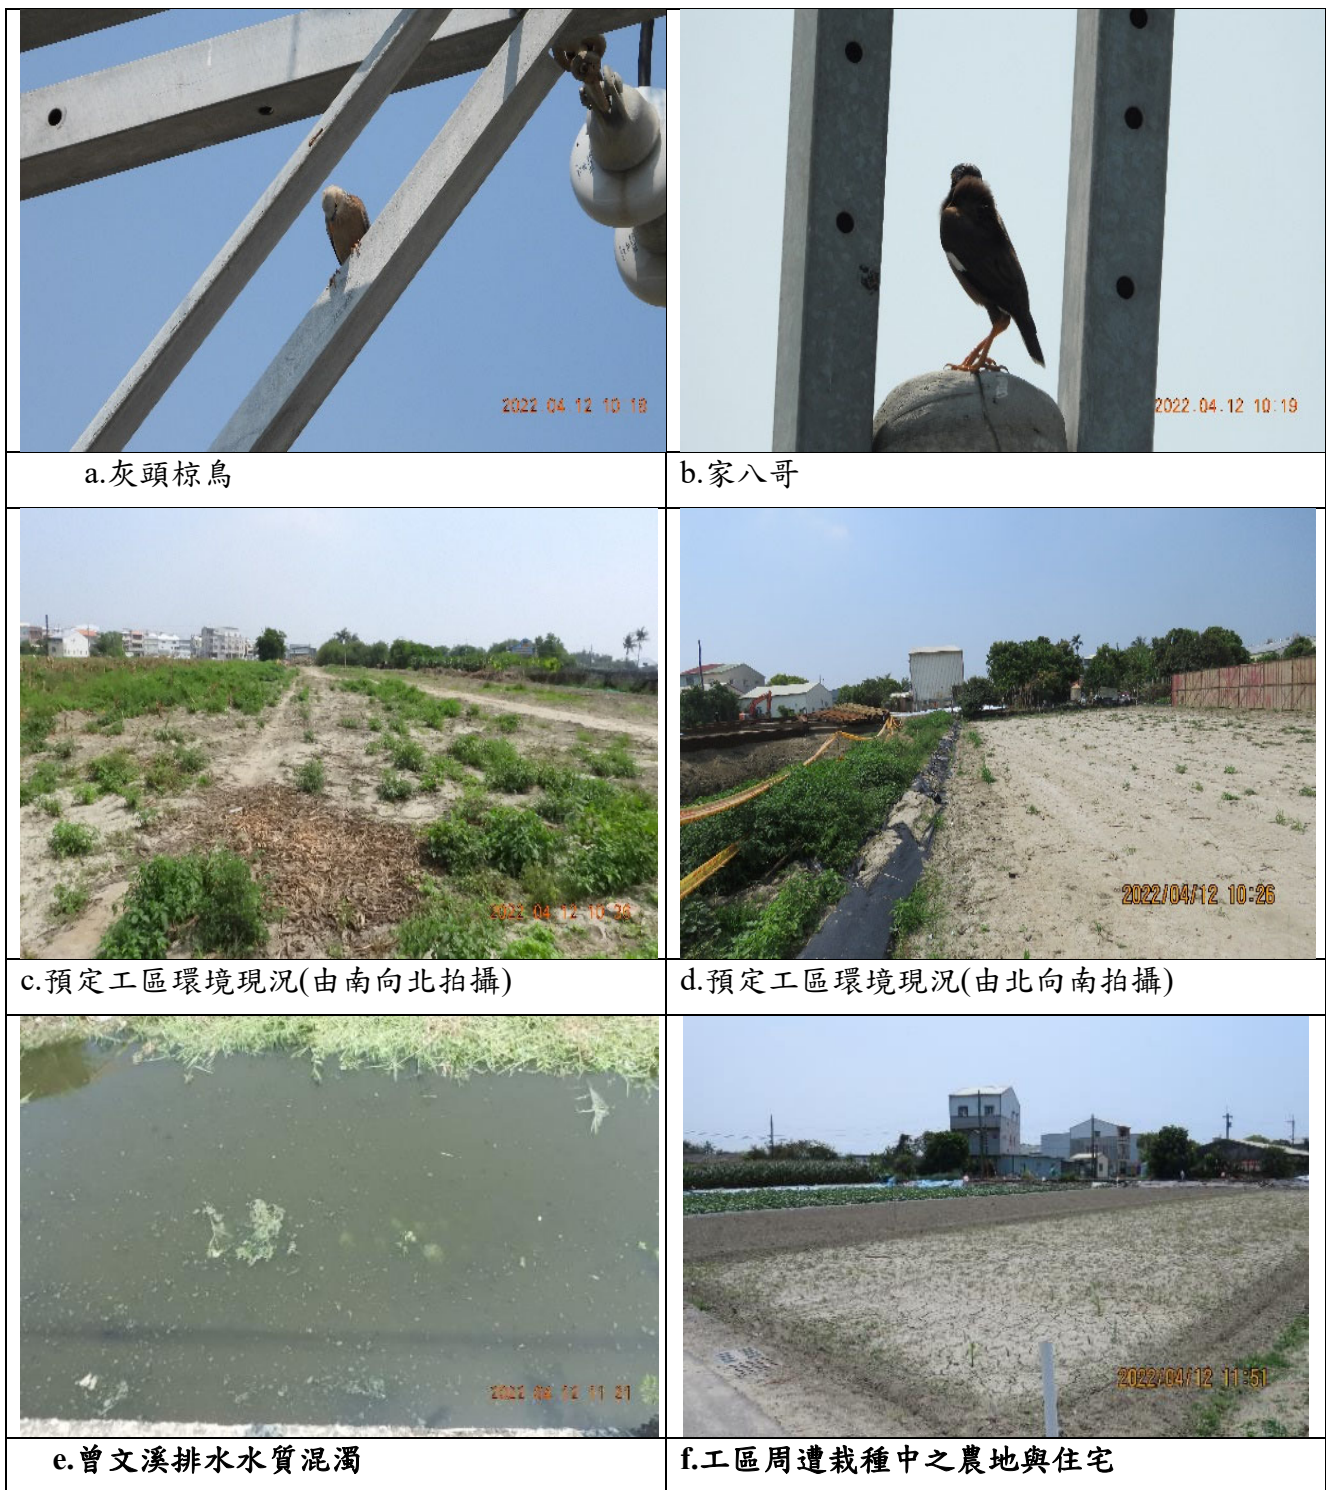 2022.04.12 10:18
2022.04.12 10:19
a.灰頭椋鳥
b.家八哥
2022.04.12 10:26
2022/04/12 10:26
c.預定工區環境現況(由南向北拍攝)
d.預定工區環境現況(由北向南拍攝)
2022.04.12 11:21
2022/04/12 11:51
e.曾文溪排水水質混濁
f.工區周遭栽種中之農地與住宅